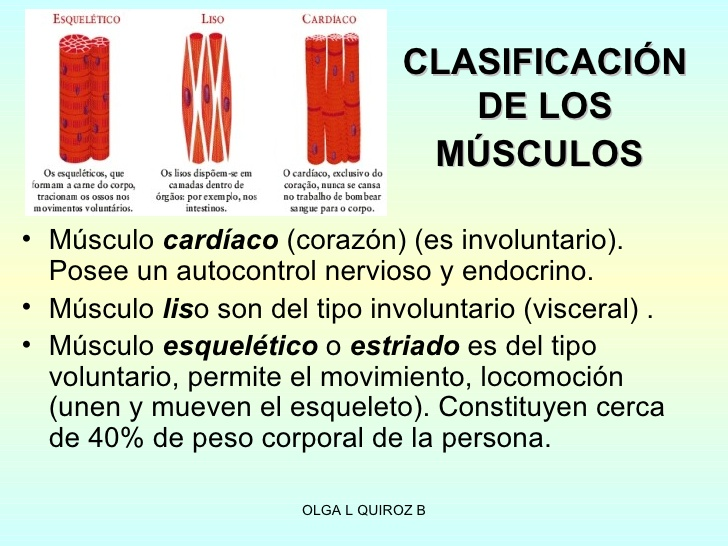 ESQUELÉTICO
Os esqueléticos, que
formam a carne do corpo,
tracionam os ossos nos
movimentos voluntários.
LISO
Os lisos dispõem-se em
camadas dentro de
órgãos: por exemplo, nos
intestinos.
CARDÍACO
O cardíaco, exclusivo do
coração, nunca se cansa
no trabalho de bombear
sangue para o corpo.
CLASIFICACIÓN
DE LOS
MÚSCULOS
• Músculo cardíaco (corazón) (es involuntario).
Posee un autocontrol nervioso y endocrino.
• Músculo liso son del tipo involuntario (visceral) .
• Músculo esquelético o estriado es del tipo
voluntario, permite el movimiento, locomoción
(unen y mueven el esqueleto). Constituyen cerca
de 40% de peso corporal de la persona.
OLGA L QUIROZ B